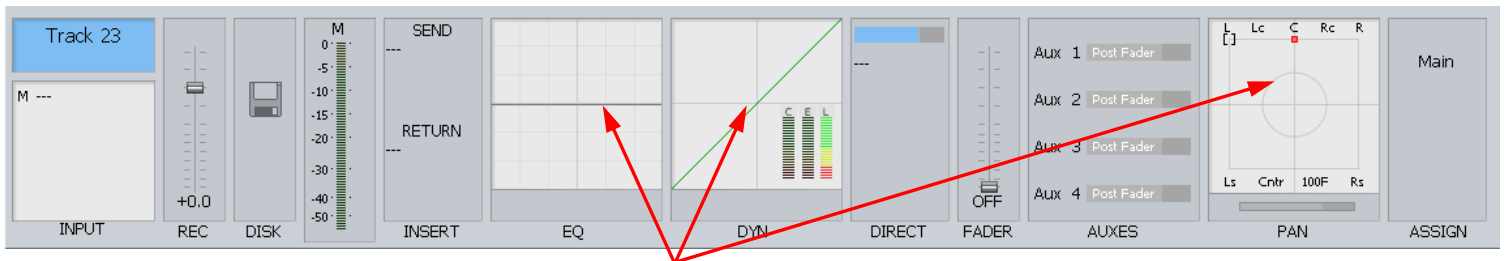 Track 23
M ---
INPUT
+0.0
REC
DISK
M
0
-5
-10
-15
-20
-30
-40
-50
SEND
---
RETURN
---
INSERT
EQ
C E L
DYN
---
DIRECT
OFF
FADER
Aux 1 Post Fader
Aux 2 Post Fader
Aux 3 Post Fader
Aux 4 Post Fader
AUXES
L Lc C Rc R
[ ]
Ls Cntr 100F Rs
PAN
Main
ASSIGN